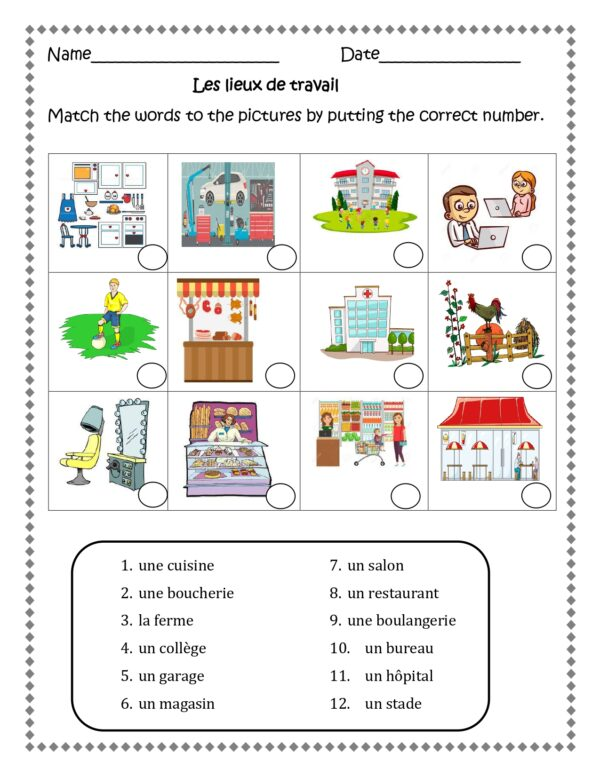 Name______________________ Date_________________
Les lieux de travail
Match the words to the pictures by putting the correct number.
1. une cuisine
2. une boucherie
3. la ferme
4. un collège
5. un garage
6. un magasin
7. un salon
8. un restaurant
9. une boulangerie
10. un bureau
11. un hôpital
12. un stade